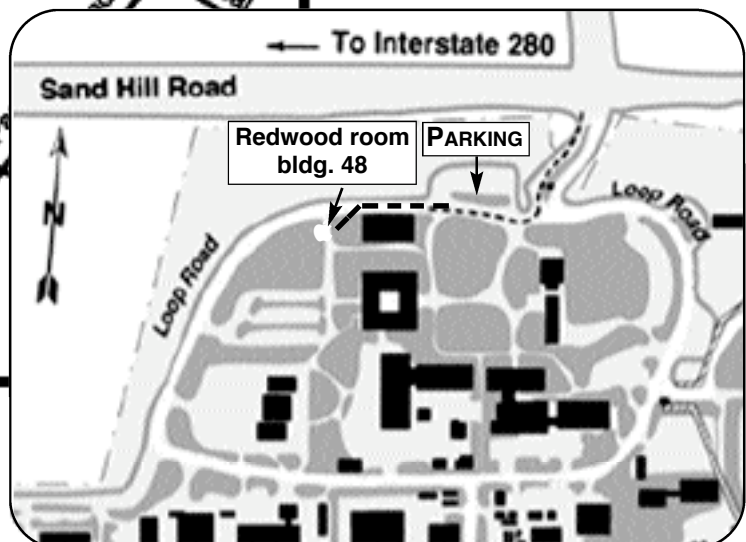 To Interstate 280
Sand Hill Road
Redwood room
bldg. 48
PARKING
Loop Road
N
Loop Road